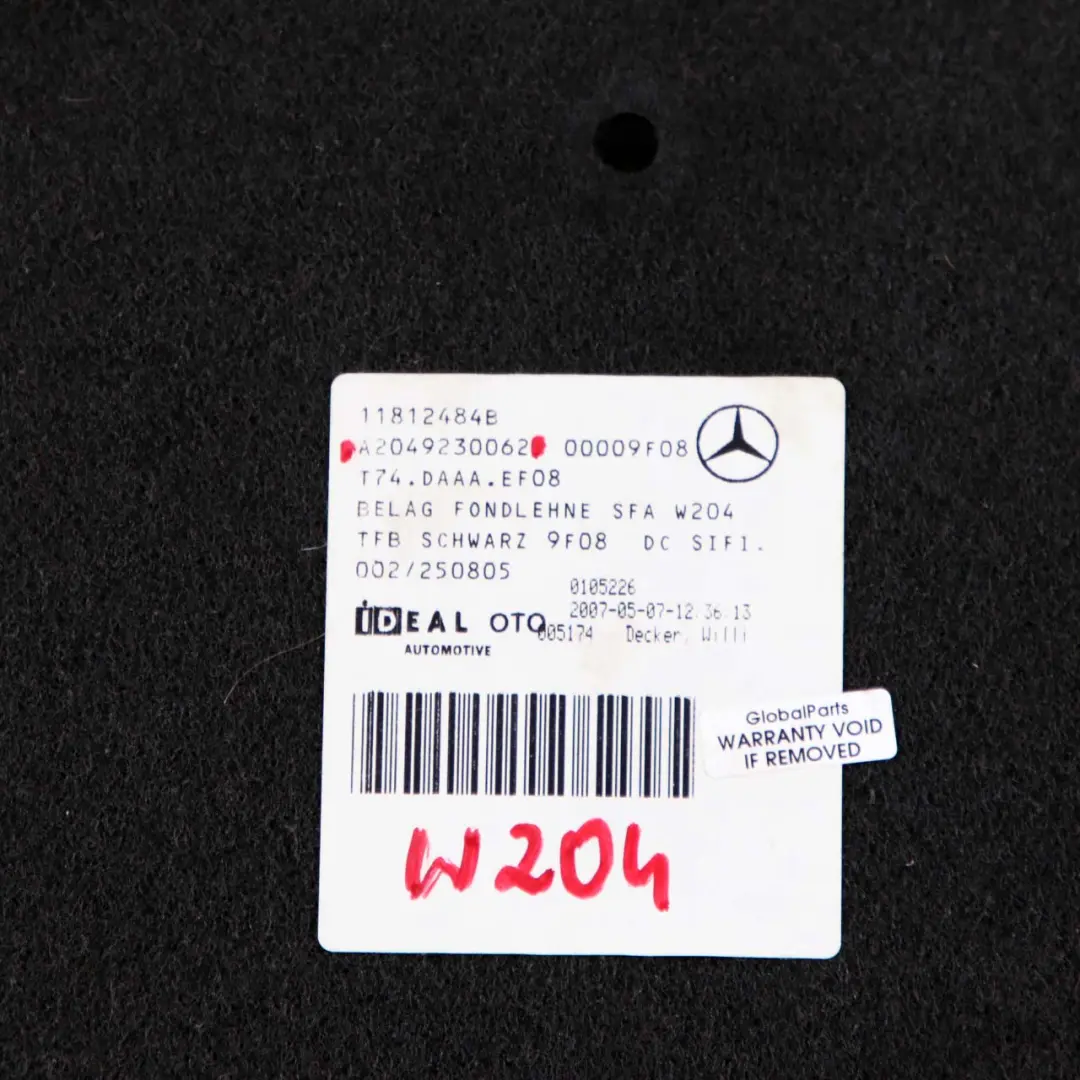 11812484B
A2049230062 00009F08
T74.DAAA.EF08
BELAG FONDLEHNE SFA W204
TFB SCHWARZ 9F08 DC SIFI.
002/250805
0105226
2007-05-07-12.36.13
005174 Decker, Willi
iDEAL OTO
AUTOMOTIVE
GlobalParts
WARRANTY VOID
IF REMOVED
W204